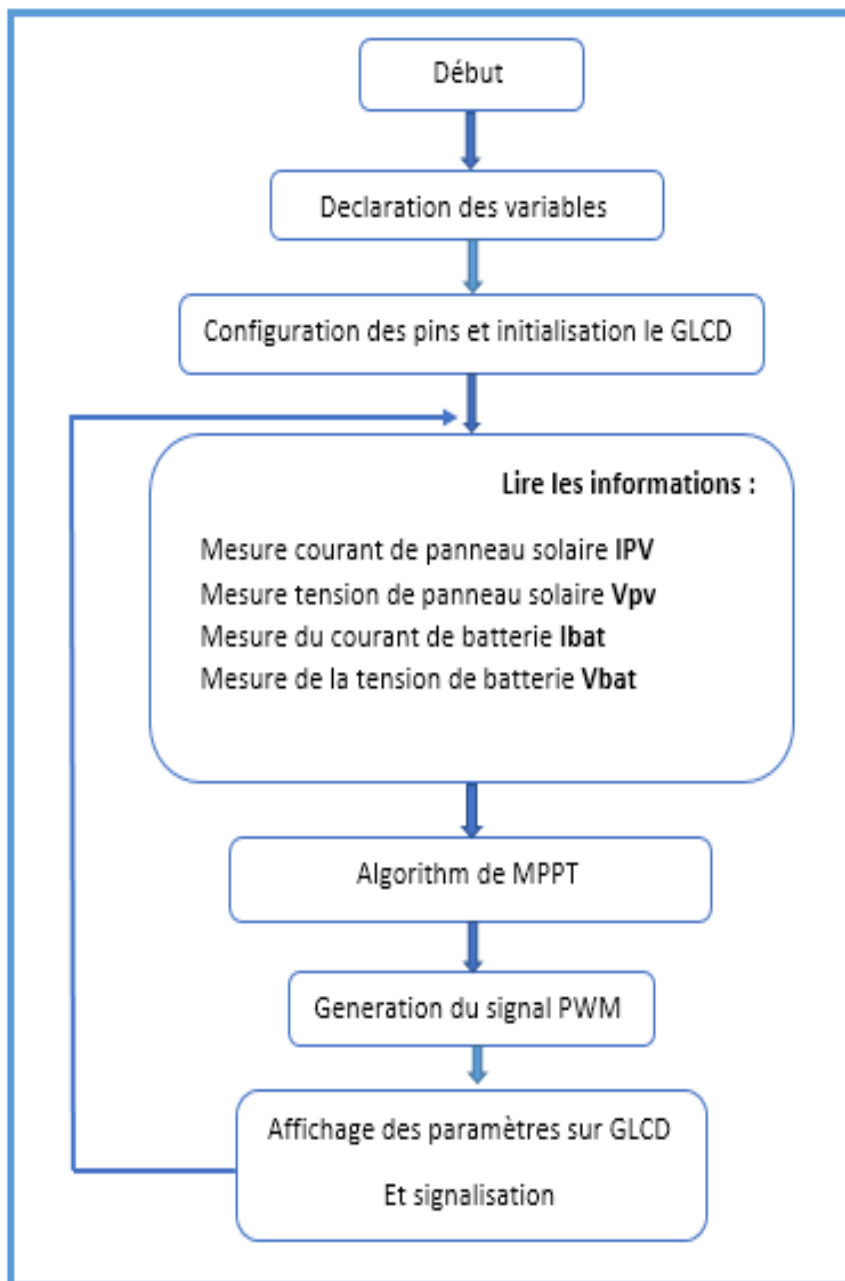 Début
Declaration des variables
Configuration des pins et initialisation le GLCD
Lire les informations :
Mesure courant de panneau solaire IPV
Mesure tension de panneau solaire Vpv
Mesure du courant de batterie Ibat
Mesure de la tension de batterie Vbat
Algorithm de MPPT
Generation du signal PWM
Affichage des paramètres sur GLCD
Et signalisation